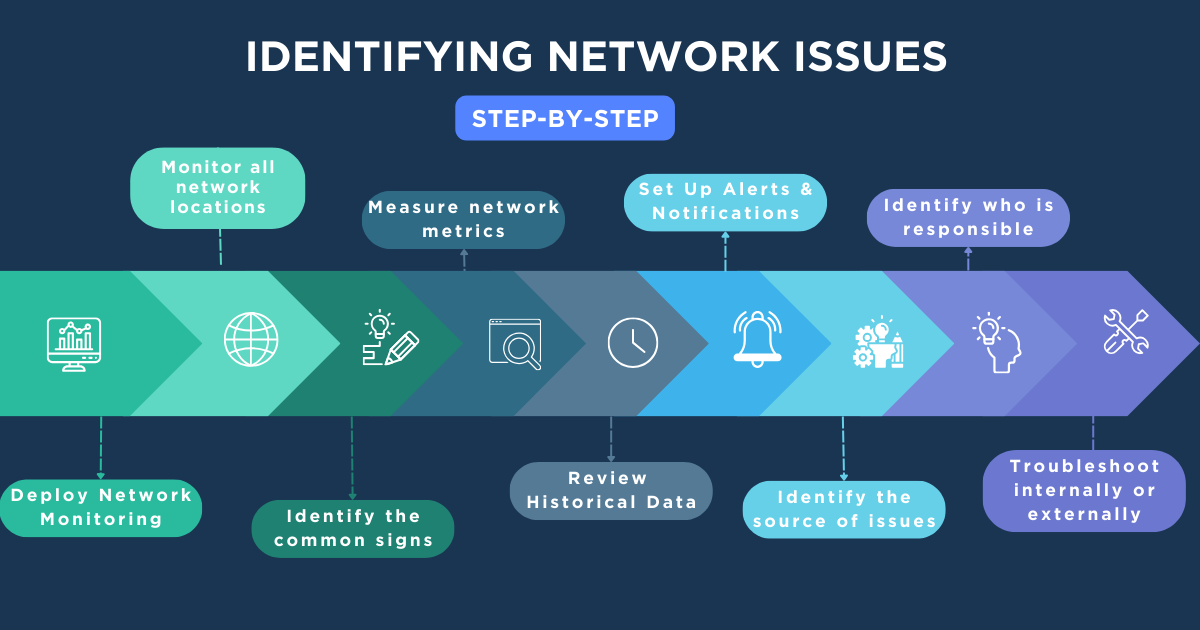 IDENTIFYING NETWORK ISSUES
STEP-BY-STEP
Monitor all
network
locations
Measure network
metrics
Set Up Alerts &
Notifications
Identify who is
responsible
Deploy Network
Monitoring
Identify the
common signs
Review
Historical Data
Identify the
source of issues
Troubleshoot
internally or
externally